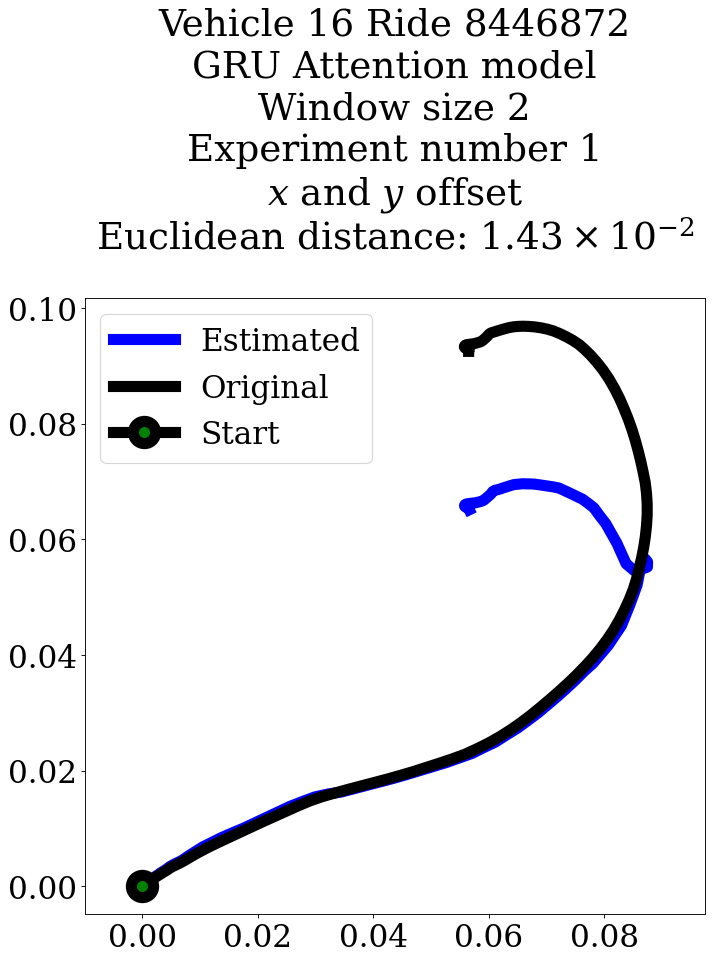 Vehicle 16 Ride 8446872
GRU Attention model
Window size 2
Experiment number 1
x and y offset
Euclidean distance: 1.43 × 10⁻²
Estimated
Original
Start
0.10
0.08
0.06
0.04
0.02
0.00
0.00 0.02 0.04 0.06 0.08